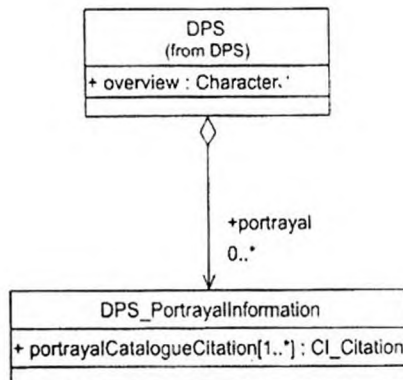 DPS
(from DPS)
+ overview : Character
+portrayal
0..*
DPS_PortrayalInformation
+ portrayalCatalogueCitation[1..*] : CI_Citation